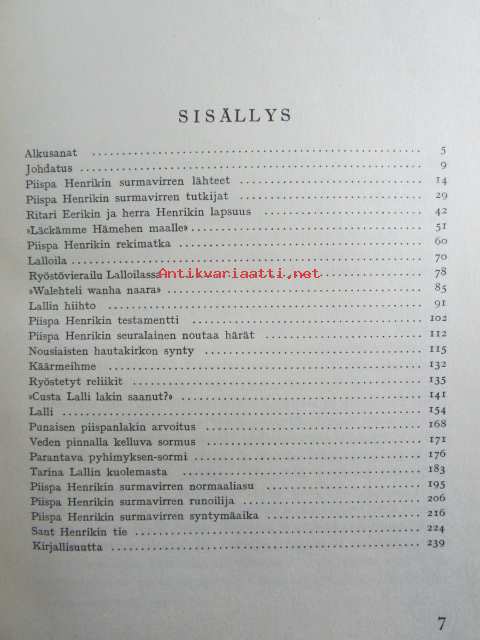 SISÄLLYS
Alkusanat 5
Johdatus 9
Piispa Henrikin surmavirren lähteet 14
Piispa Henrikin surmavirren tutkijat 29
Ritari Eerikin ja herra Henrikin lapsuus 42
»Läckämme Hämehen maalle» 51
Piispa Henrikin rekimatka 60
Lalloila 70
Ryöstövierailu Lalloilassa 78
Antikvariaatti.net
»Walehteli wanha naara» 85
Lallin hiihto 91
Piispa Henrikin testamentti 102
Piispa Henrikin seuralainen noutaa härät 112
Nousiaisten hautakirkon synty 115
Käärmeihme 132
Ryöstetyt reliikit 135
»Custa Lalli lakin saanut?» 141
Lalli 154
Punaisen piispanlakin arvoitus 168
Veden pinnalla kelluva sormus 171
Parantava pyhimyksen-sormi 176
Tarina Lallin kuolemasta 183
Piispa Henrikin surmavirren normaaliasu 195
Piispa Henrikin surmavirren runoilija 206
Piispa Henrikin surmavirren syntymäaika 216
Sant Henrikin tie 224
Kirjallisuutta 239
7